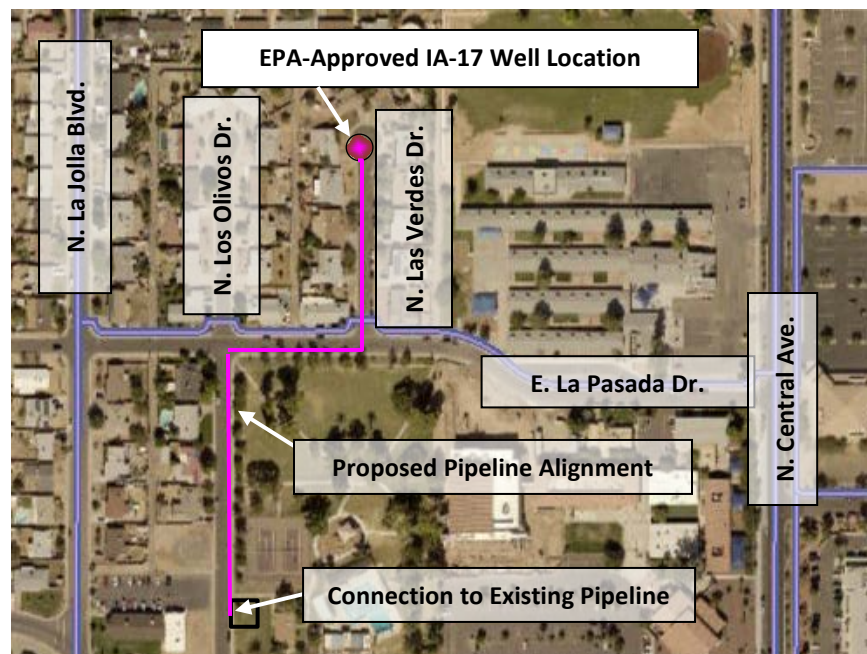 EPA-Approved IA-17 Well Location
N. La Jolla Blvd.
N. Los Olivos Dr.
N. Las Verdes Dr.
E. La Pasada Dr.
N. Central Ave.
Proposed Pipeline Alignment
Connection to Existing Pipeline